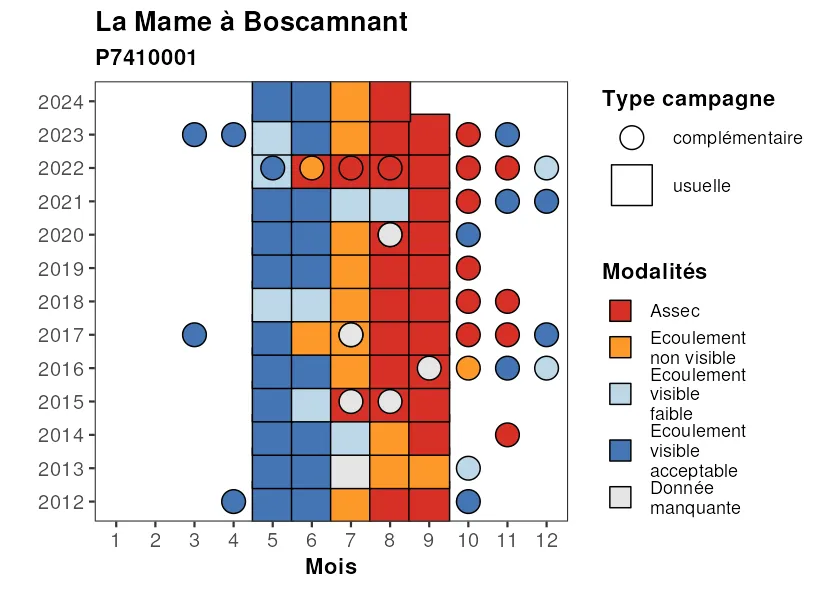 La Mame à Boscamnant
P7410001
2024
2023
2022
2021
2020
2019
2018
2017
2016
2015
2014
2013
2012
1 2 3 4 5 6 7 8 9 10 11 12
Mois
Type campagne
complémentaire
usuelle
Modalités
Assec
Ecoulement
non visible
Ecoulement
visible
faible
Ecoulement
visible
acceptable
Donnée
manquante